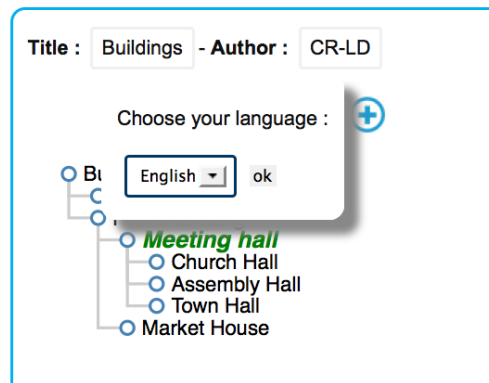 Title : Buildings - Author : CR-LD
Choose your language :
English ok
Meeting hall
Church Hall
Assembly Hall
Town Hall
Market House